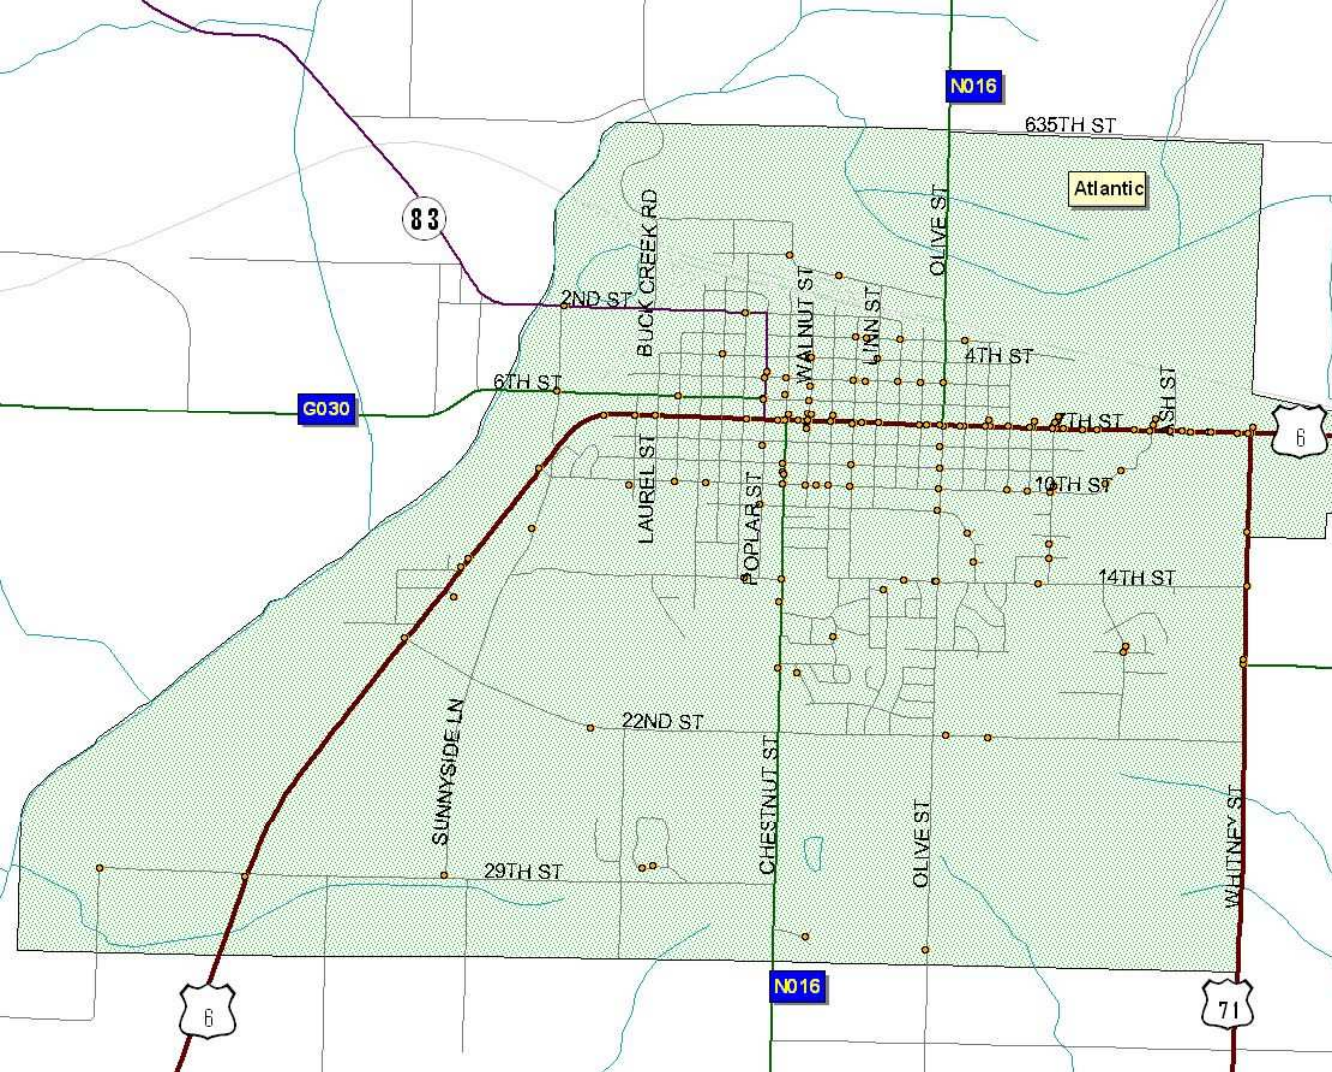 N016
635TH ST
Atlantic
83
OLIVE ST
BUCK CREEK RD
2ND ST
WALNUT ST
LINN ST
4TH ST
6TH ST
ASH ST
G030
7TH ST
6
LAUREL ST
POPLAR ST
10TH ST
14TH ST
22ND ST
SUNNYSIDE LN
CHESTNUT ST
OLIVE ST
WHITNEY ST
29TH ST
N016
6
71